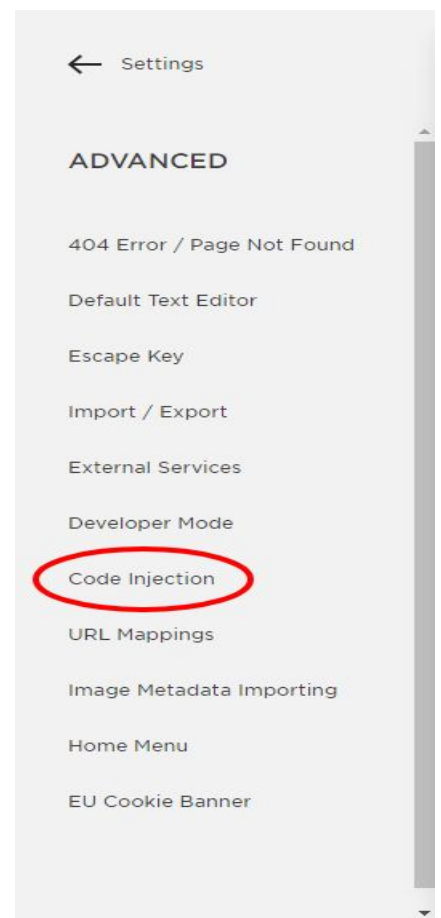 Settings
ADVANCED
404 Error / Page Not Found
Default Text Editor
Escape Key
Import / Export
External Services
Developer Mode
Code Injection
URL Mappings
Image Metadata Importing
Home Menu
EU Cookie Banner